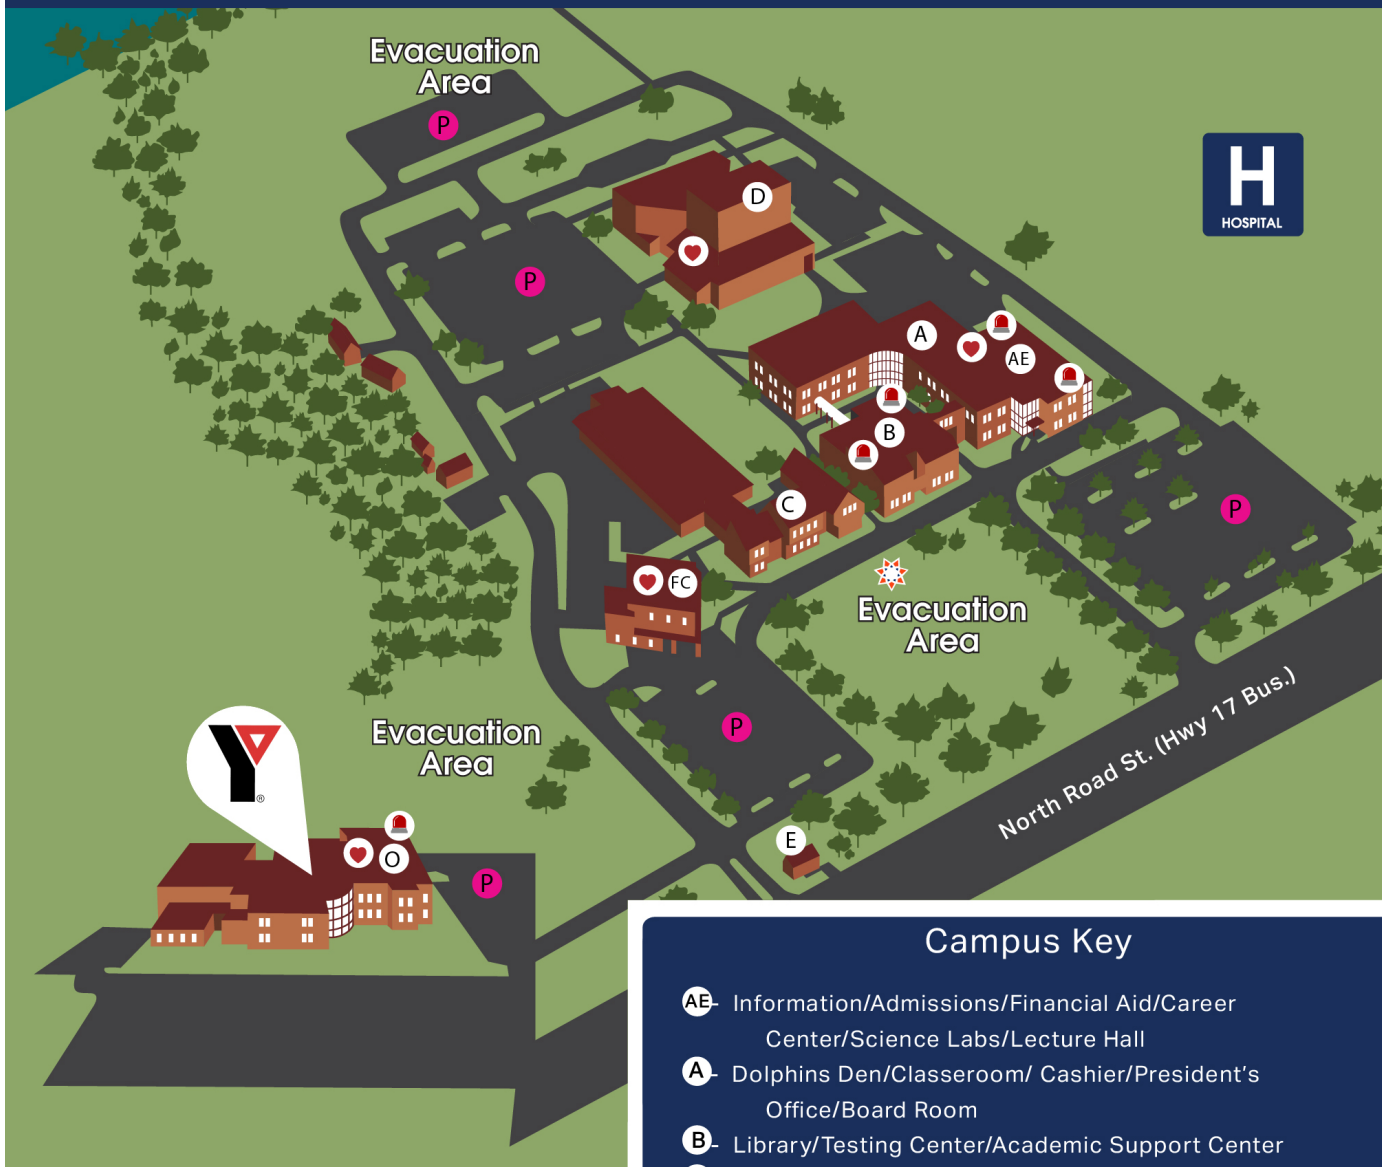 Evacuation
Area
P
H
HOSPITAL
D
P
A
AE
B
P
C
FC
Evacuation
Area
North Road St. (Hwy 17 Bus.)
Evacuation
Area
P
Y
®
E
O
P
Campus Key
AE- Information/Admissions/Financial Aid/Career
Center/Science Labs/Lecture Hall
A- Dolphins Den/Classeroom/ Cashier/President's
Office/Board Room
B- Library/Testing Center/Academic Support Center